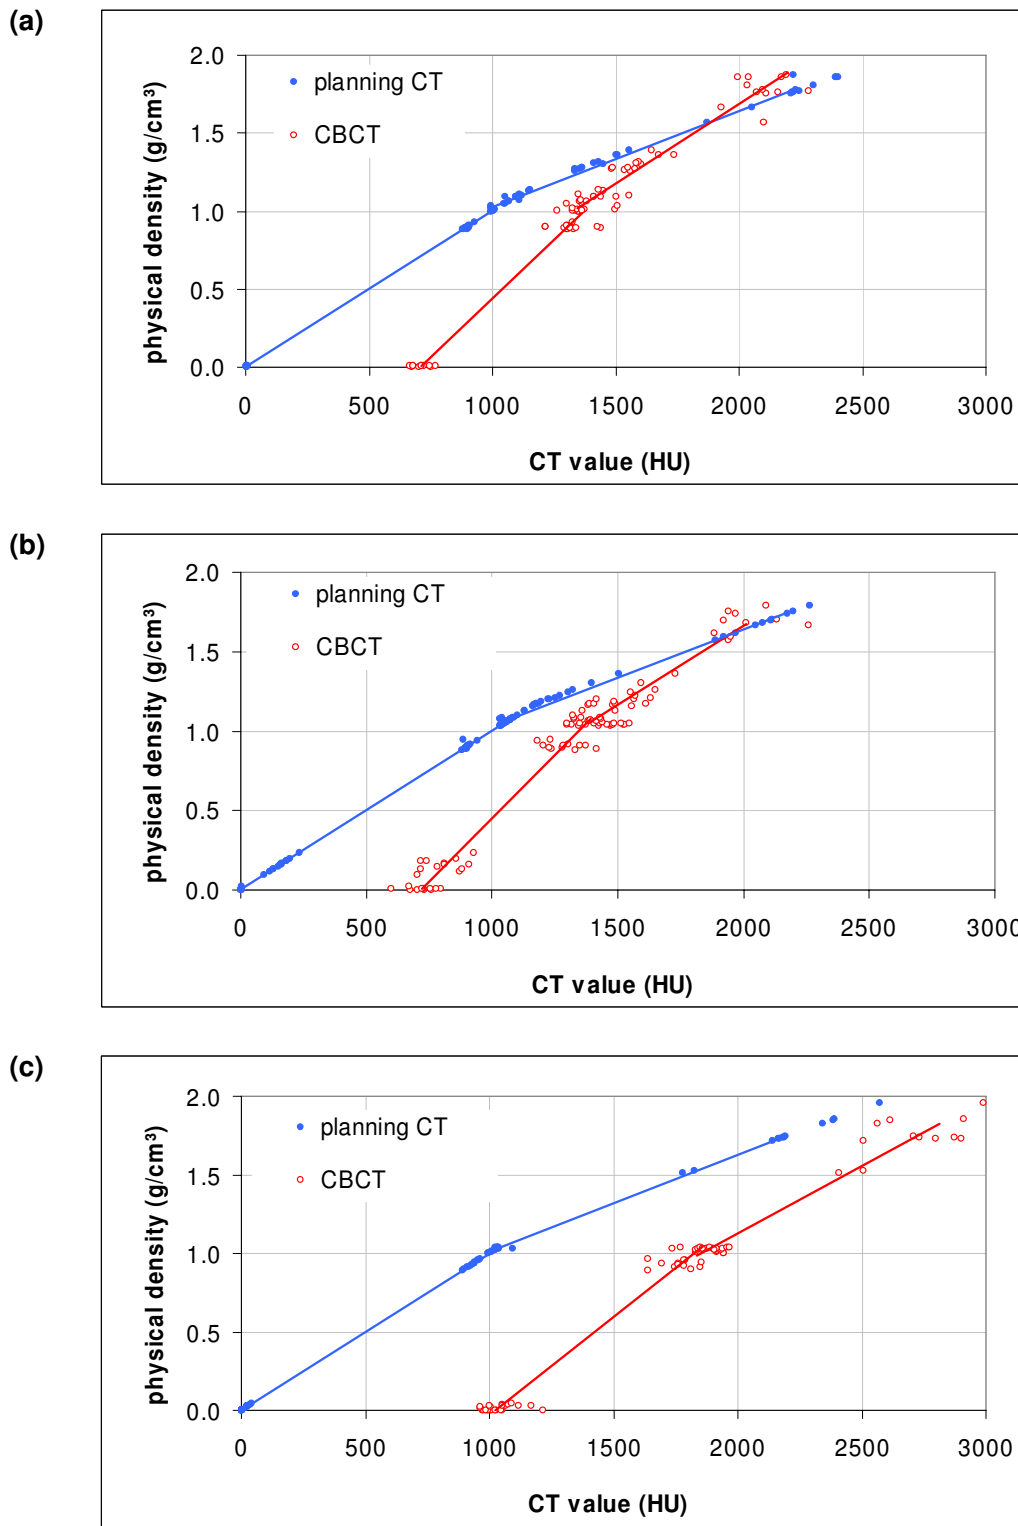 (a)
2.0
planning CT
CBCT
1.5
1.0
0.5
0.0
physical density (g/cm³)
0 500 1000 1500 2000 2500 3000
CT value (HU)
(b)
2.0
planning CT
CBCT
1.5
1.0
0.5
0.0
physical density (g/cm³)
0 500 1000 1500 2000 2500 3000
CT value (HU)
(c)
2.0
planning CT
CBCT
1.5
1.0
0.5
0.0
physical density (g/cm³)
0 500 1000 1500 2000 2500 3000
CT value (HU)